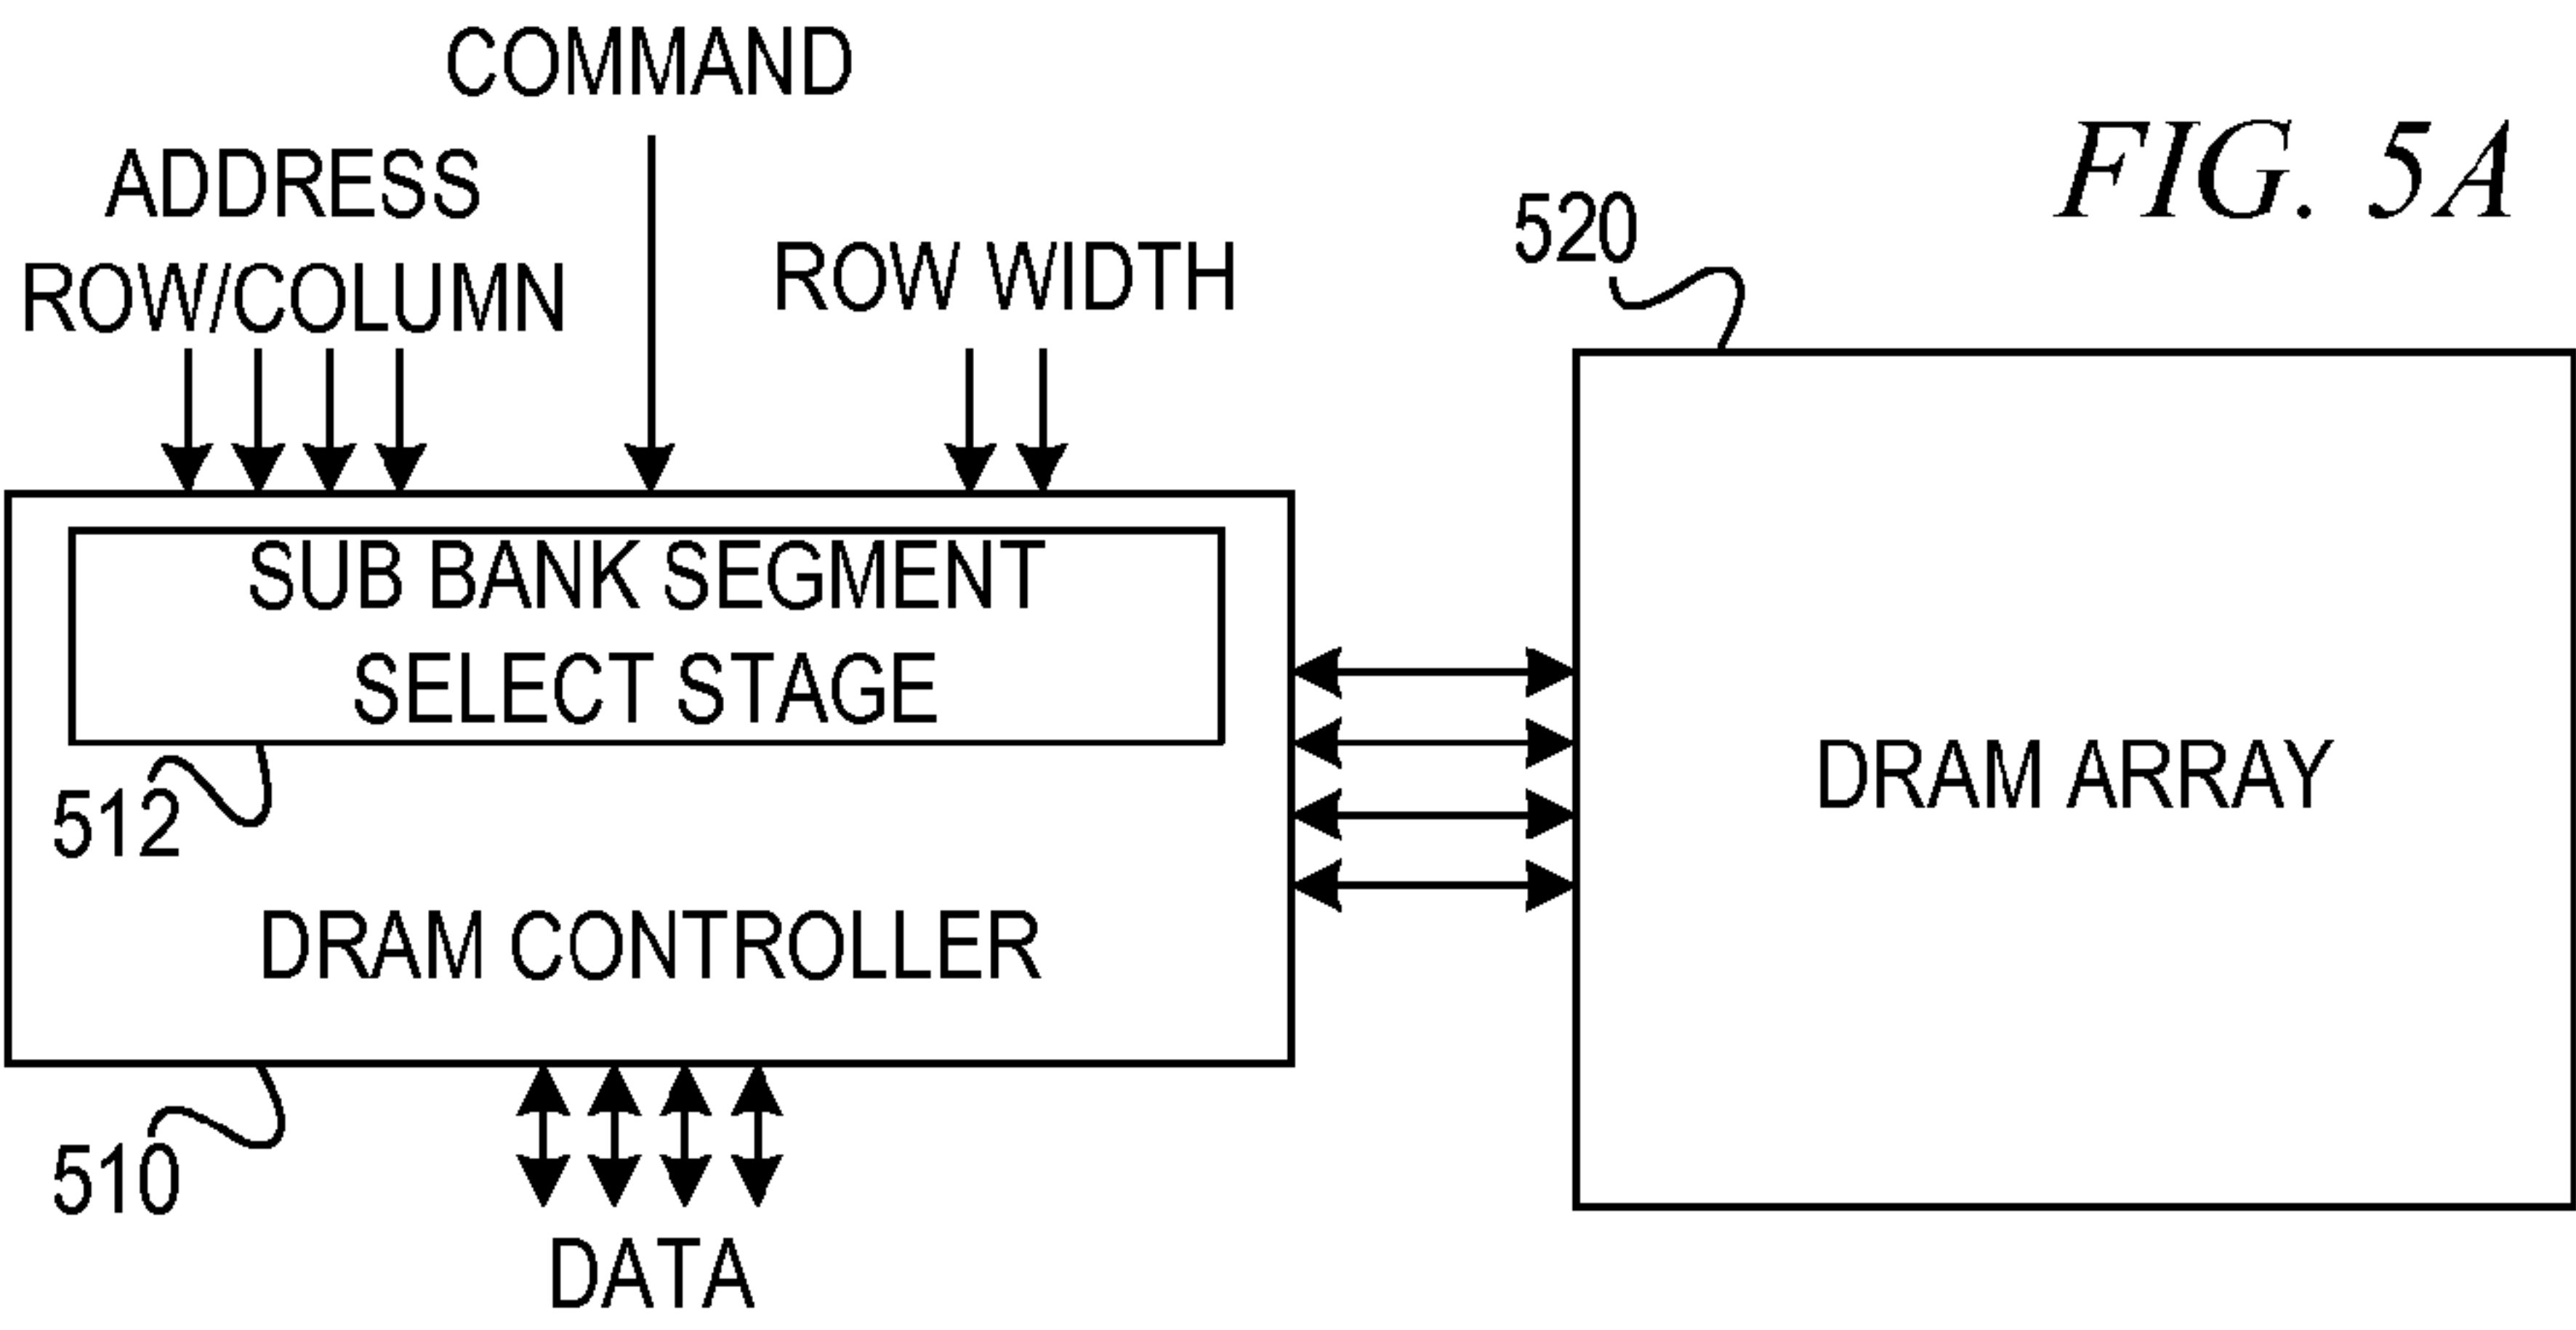 COMMAND
FIG. 5A
ADDRESS
ROW/COLUMN
ROW WIDTH
520
SUB BANK SEGMENT
SELECT STAGE
512
DRAM CONTROLLER
DRAM ARRAY
510
DATA